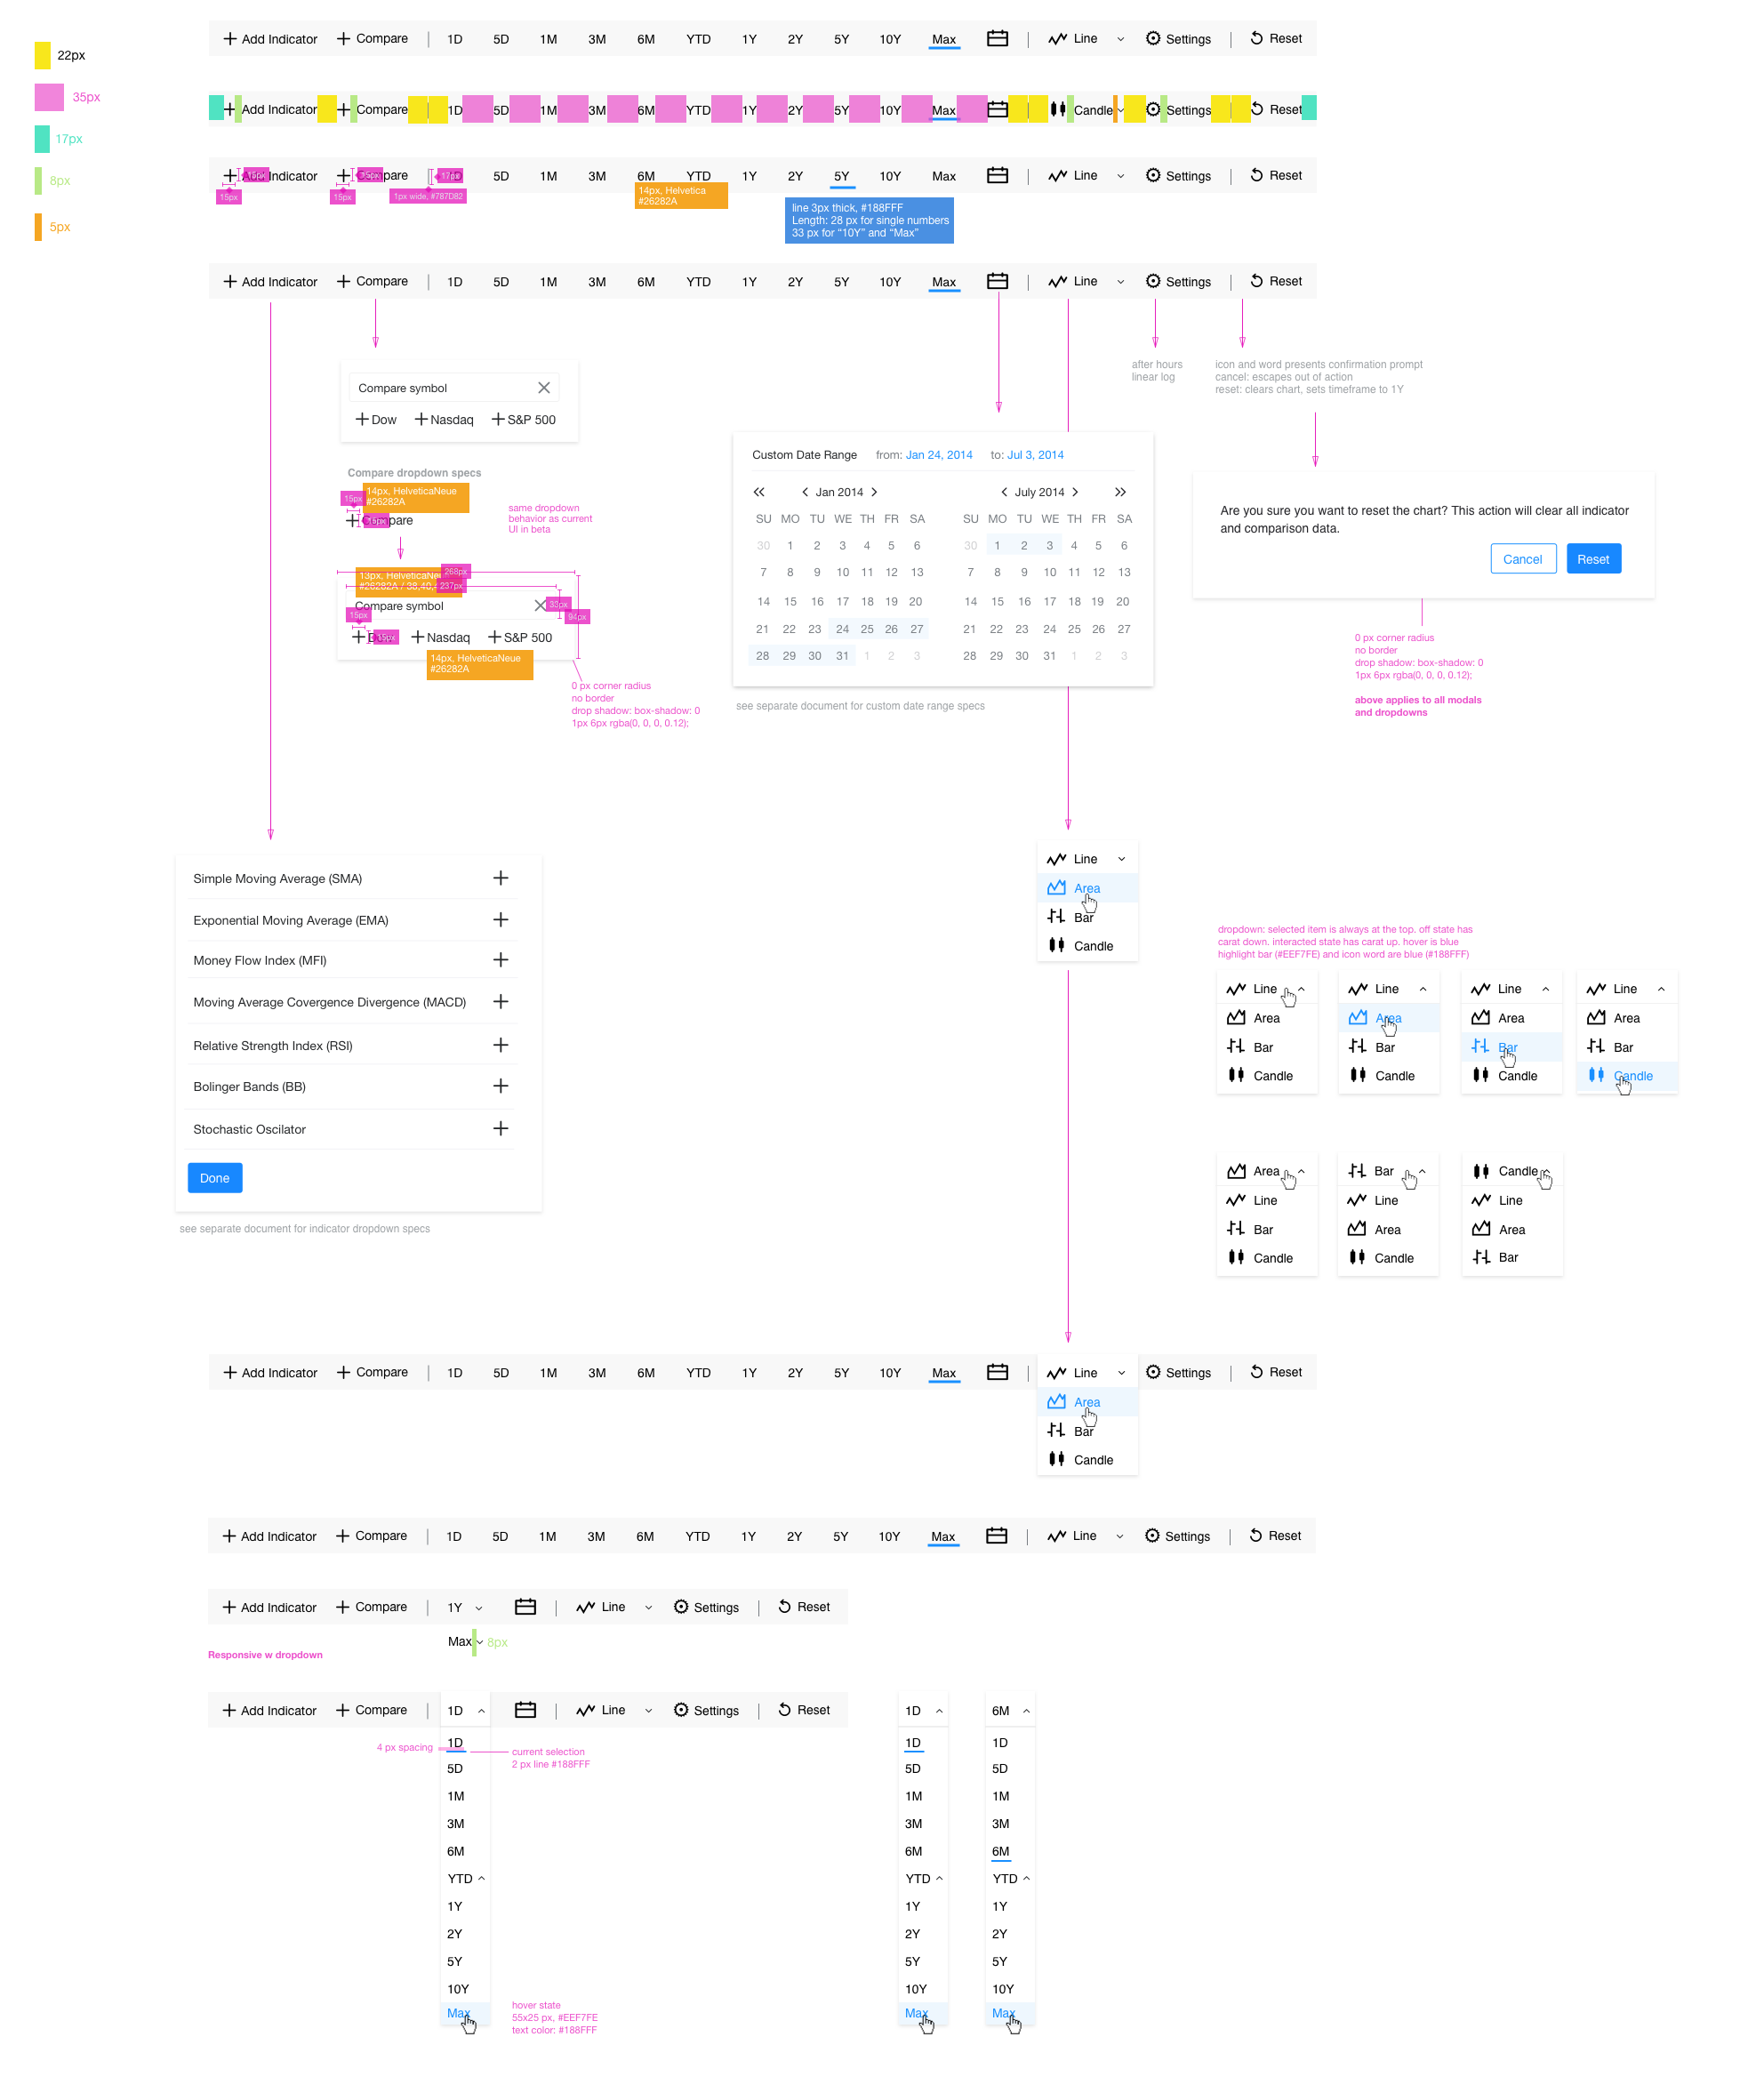 Add Indicator Compare 1D 5D 1M 3M 6M YTD 1Y 2Y 5Y 10Y Max Line Settings Reset
22px
35px
17px
8px
5px
Add Indicator Compare 1D 5D 1M 3M 6M YTD 1Y 2Y 5Y 10Y Max Candle Settings Reset
5D 1M 3M 6M YTD 1Y 2Y 5Y 10Y Max Line Settings Reset
17px
15px 15px 1px wide, #787D82
14px, Helvetica
#26282A
line 3px thick, #188FFF
Length: 28 px for single numbers
33 px for “10Y” and “Max”
Add Indicator Compare 1D 5D 1M 3M 6M YTD 1Y 2Y 5Y 10Y Max Line Settings Reset
Compare symbol
Dow Nasdaq S&P 500
Compare dropdown specs
14px, HelveticaNeue
#26282A
15px
same dropdown
behavior as current
UI in beta
268px
237px
Compare symbol
33px
94px
15px
15px
Nasdaq S&P 500
14px, HelveticaNeue
#26282A
0 px corner radius
no border
drop shadow: box-shadow: 0
1px 6px rgba(0, 0, 0, 0.12);
Custom Date Range from: Jan 24, 2014 to: Jul 3, 2014
Jan 2014 July 2014
SU MO TU WE TH FR SA SU MO TU WE TH FR SA
30 1 2 3 4 5 6 30 1 2 3 4 5 6
7 8 9 10 11 12 13 7 8 9 10 11 12 13
14 15 16 17 18 19 20 14 15 16 17 18 19 20
21 22 23 24 25 26 27 21 22 23 24 25 26 27
28 29 30 31 1 2 3 28 29 30 31 1 2 3
see separate document for custom date range specs
after hours
linear log
icon and word presents confirmation prompt
cancel: escapes out of action
reset: clears chart, sets timeframe to 1Y
Are you sure you want to reset the chart? This action will clear all indicator
and comparison data.
Cancel Reset
0 px corner radius
no border
drop shadow: box-shadow: 0
1px 6px rgba(0, 0, 0, 0.12);
above applies to all modals
and dropdowns
Simple Moving Average (SMA)
Exponential Moving Average (EMA)
Money Flow Index (MFI)
Moving Average Covergence Divergence (MACD)
Relative Strength Index (RSI)
Bolinger Bands (BB)
Stochastic Oscilator
Done
see separate document for indicator dropdown specs
Line
Area
Bar
Candle
dropdown: selected item is always at the top. off state has
carat down. interacted state has carat up. hover is blue
highlight bar (#EEF7FE) and icon word are blue (#188FFF)
Line Line Line Line
Area Area Area Area
Bar Bar Bar Bar
Candle Candle Candle Candle
Area Bar Candle
Line Line Line
Bar Area Area
Candle Candle Bar
Add Indicator Compare 1D 5D 1M 3M 6M YTD 1Y 2Y 5Y 10Y Max Line Settings Reset
Area
Bar
Candle
Add Indicator Compare 1D 5D 1M 3M 6M YTD 1Y 2Y 5Y 10Y Max Line Settings Reset
Add Indicator Compare 1Y Line Settings Reset
Max 8px
Responsive w dropdown
Add Indicator Compare 1D Line Settings Reset 1D 6M
4 px spacing
1D 1D 1D
current selection
2 px line #188FFF
5D 5D 5D
1M 1M 1M
3M 3M 3M
6M 6M 6M
YTD YTD YTD
1Y 1Y 1Y
2Y 2Y 2Y
5Y 5Y 5Y
10Y 10Y 10Y
Max Max Max
hover state
55x25 px, #EEF7FE
text color: #188FFF